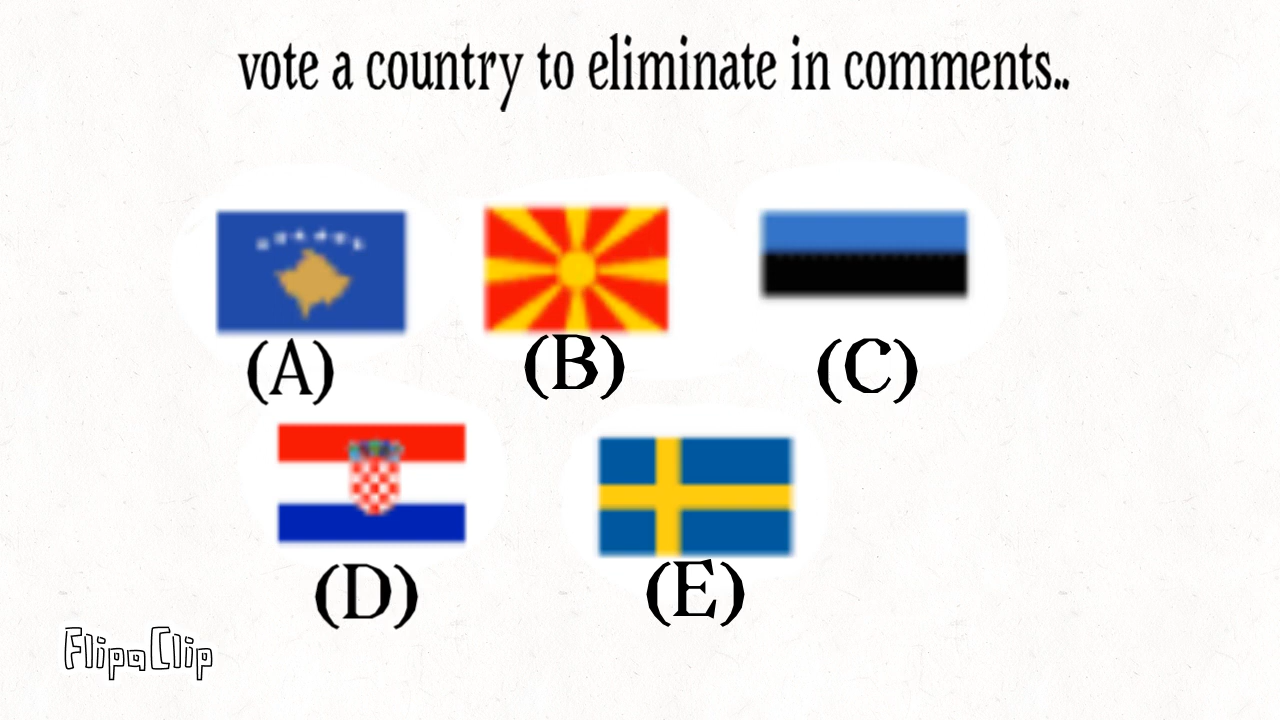 vote a country to eliminate in comments..
(A) (B) (C)
(D) (E)
FlipaClip